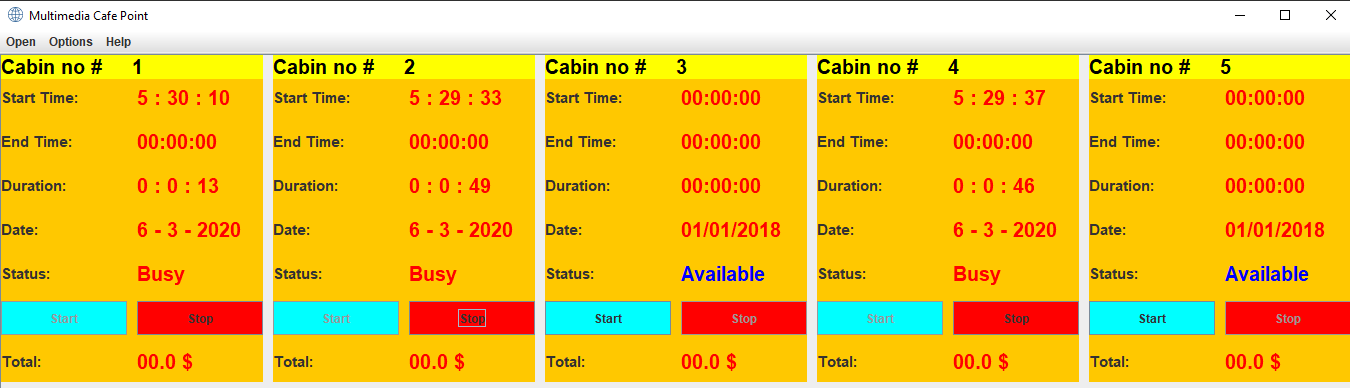 Multimedia Cafe Point
Open Options Help
Cabin no # 1
Start Time: 5 : 30 : 10
End Time: 00:00:00
Duration: 0 : 0 : 13
Date: 6 - 3 - 2020
Status: Busy
Start Stop
Total: 00.0 $
Cabin no # 2
Start Time: 5 : 29 : 33
End Time: 00:00:00
Duration: 0 : 0 : 49
Date: 6 - 3 - 2020
Status: Busy
Start Stop
Total: 00.0 $
Cabin no # 3
Start Time: 00:00:00
End Time: 00:00:00
Duration: 00:00:00
Date: 01/01/2018
Status: Available
Start Stop
Total: 00.0 $
Cabin no # 4
Start Time: 5 : 29 : 37
End Time: 00:00:00
Duration: 0 : 0 : 46
Date: 6 - 3 - 2020
Status: Busy
Start Stop
Total: 00.0 $
Cabin no # 5
Start Time: 00:00:00
End Time: 00:00:00
Duration: 00:00:00
Date: 01/01/2018
Status: Available
Start Stop
Total: 00.0 $